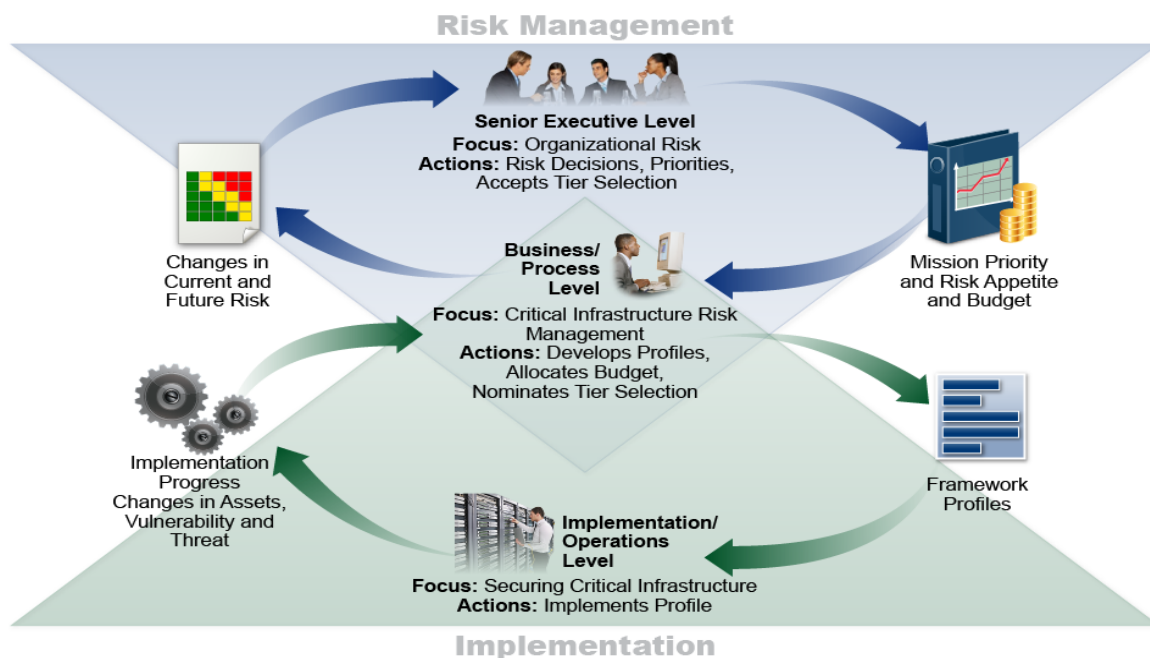 Risk Management
Senior Executive Level
Focus: Organizational Risk
Actions: Risk Decisions, Priorities,
Accepts Tier Selection
Changes in
Current and
Future Risk
Mission Priority
and Risk Appetite
and Budget
Business/
Process
Level
Focus: Critical Infrastructure Risk
Management
Actions: Develops Profiles,
Allocates Budget,
Nominates Tier Selection
Implementation
Progress
Changes in Assets,
Vulnerability and
Threat
Framework
Profiles
Implementation/
Operations
Level
Focus: Securing Critical Infrastructure
Actions: Implements Profile
Implementation